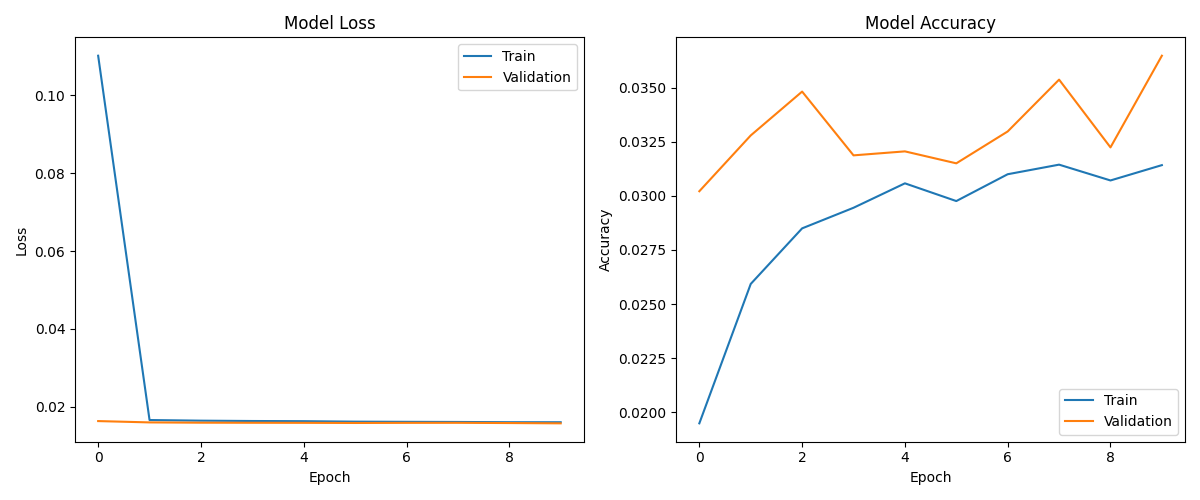 Model Loss
Train
Validation
0.10
0.08
0.06
0.04
0.02
Loss
0
2
4
6
8
Epoch
Model Accuracy
0.0350
0.0325
0.0300
0.0275
0.0250
0.0225
0.0200
Accuracy
Train
Validation
0
2
4
6
8
Epoch